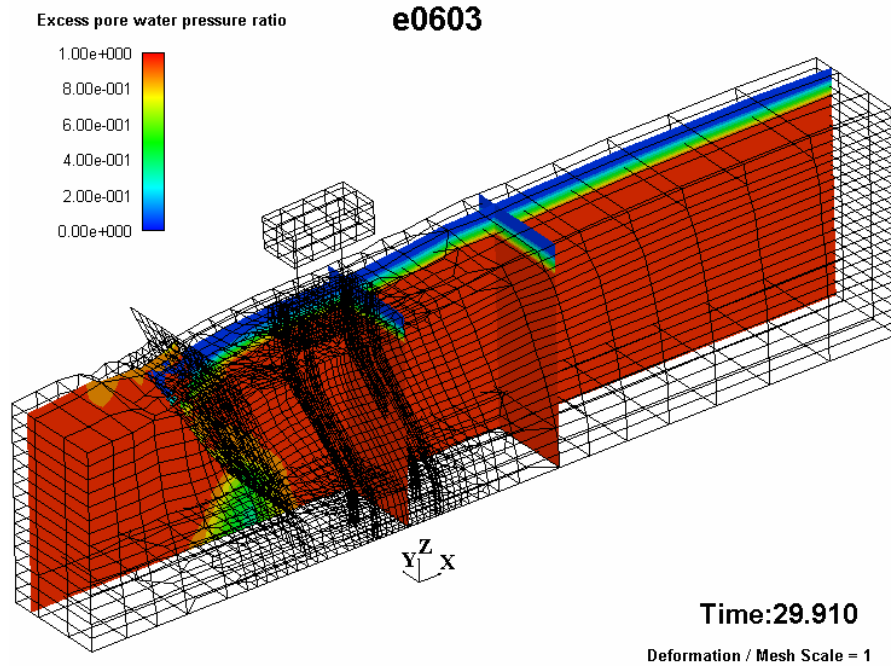 Excess pore water pressure ratio
e0603
1.00e+000
8.00e-001
6.00e-001
4.00e-001
2.00e-001
0.00e+000
Z
Y
X
Time:29.910
Deformation / Mesh Scale = 1